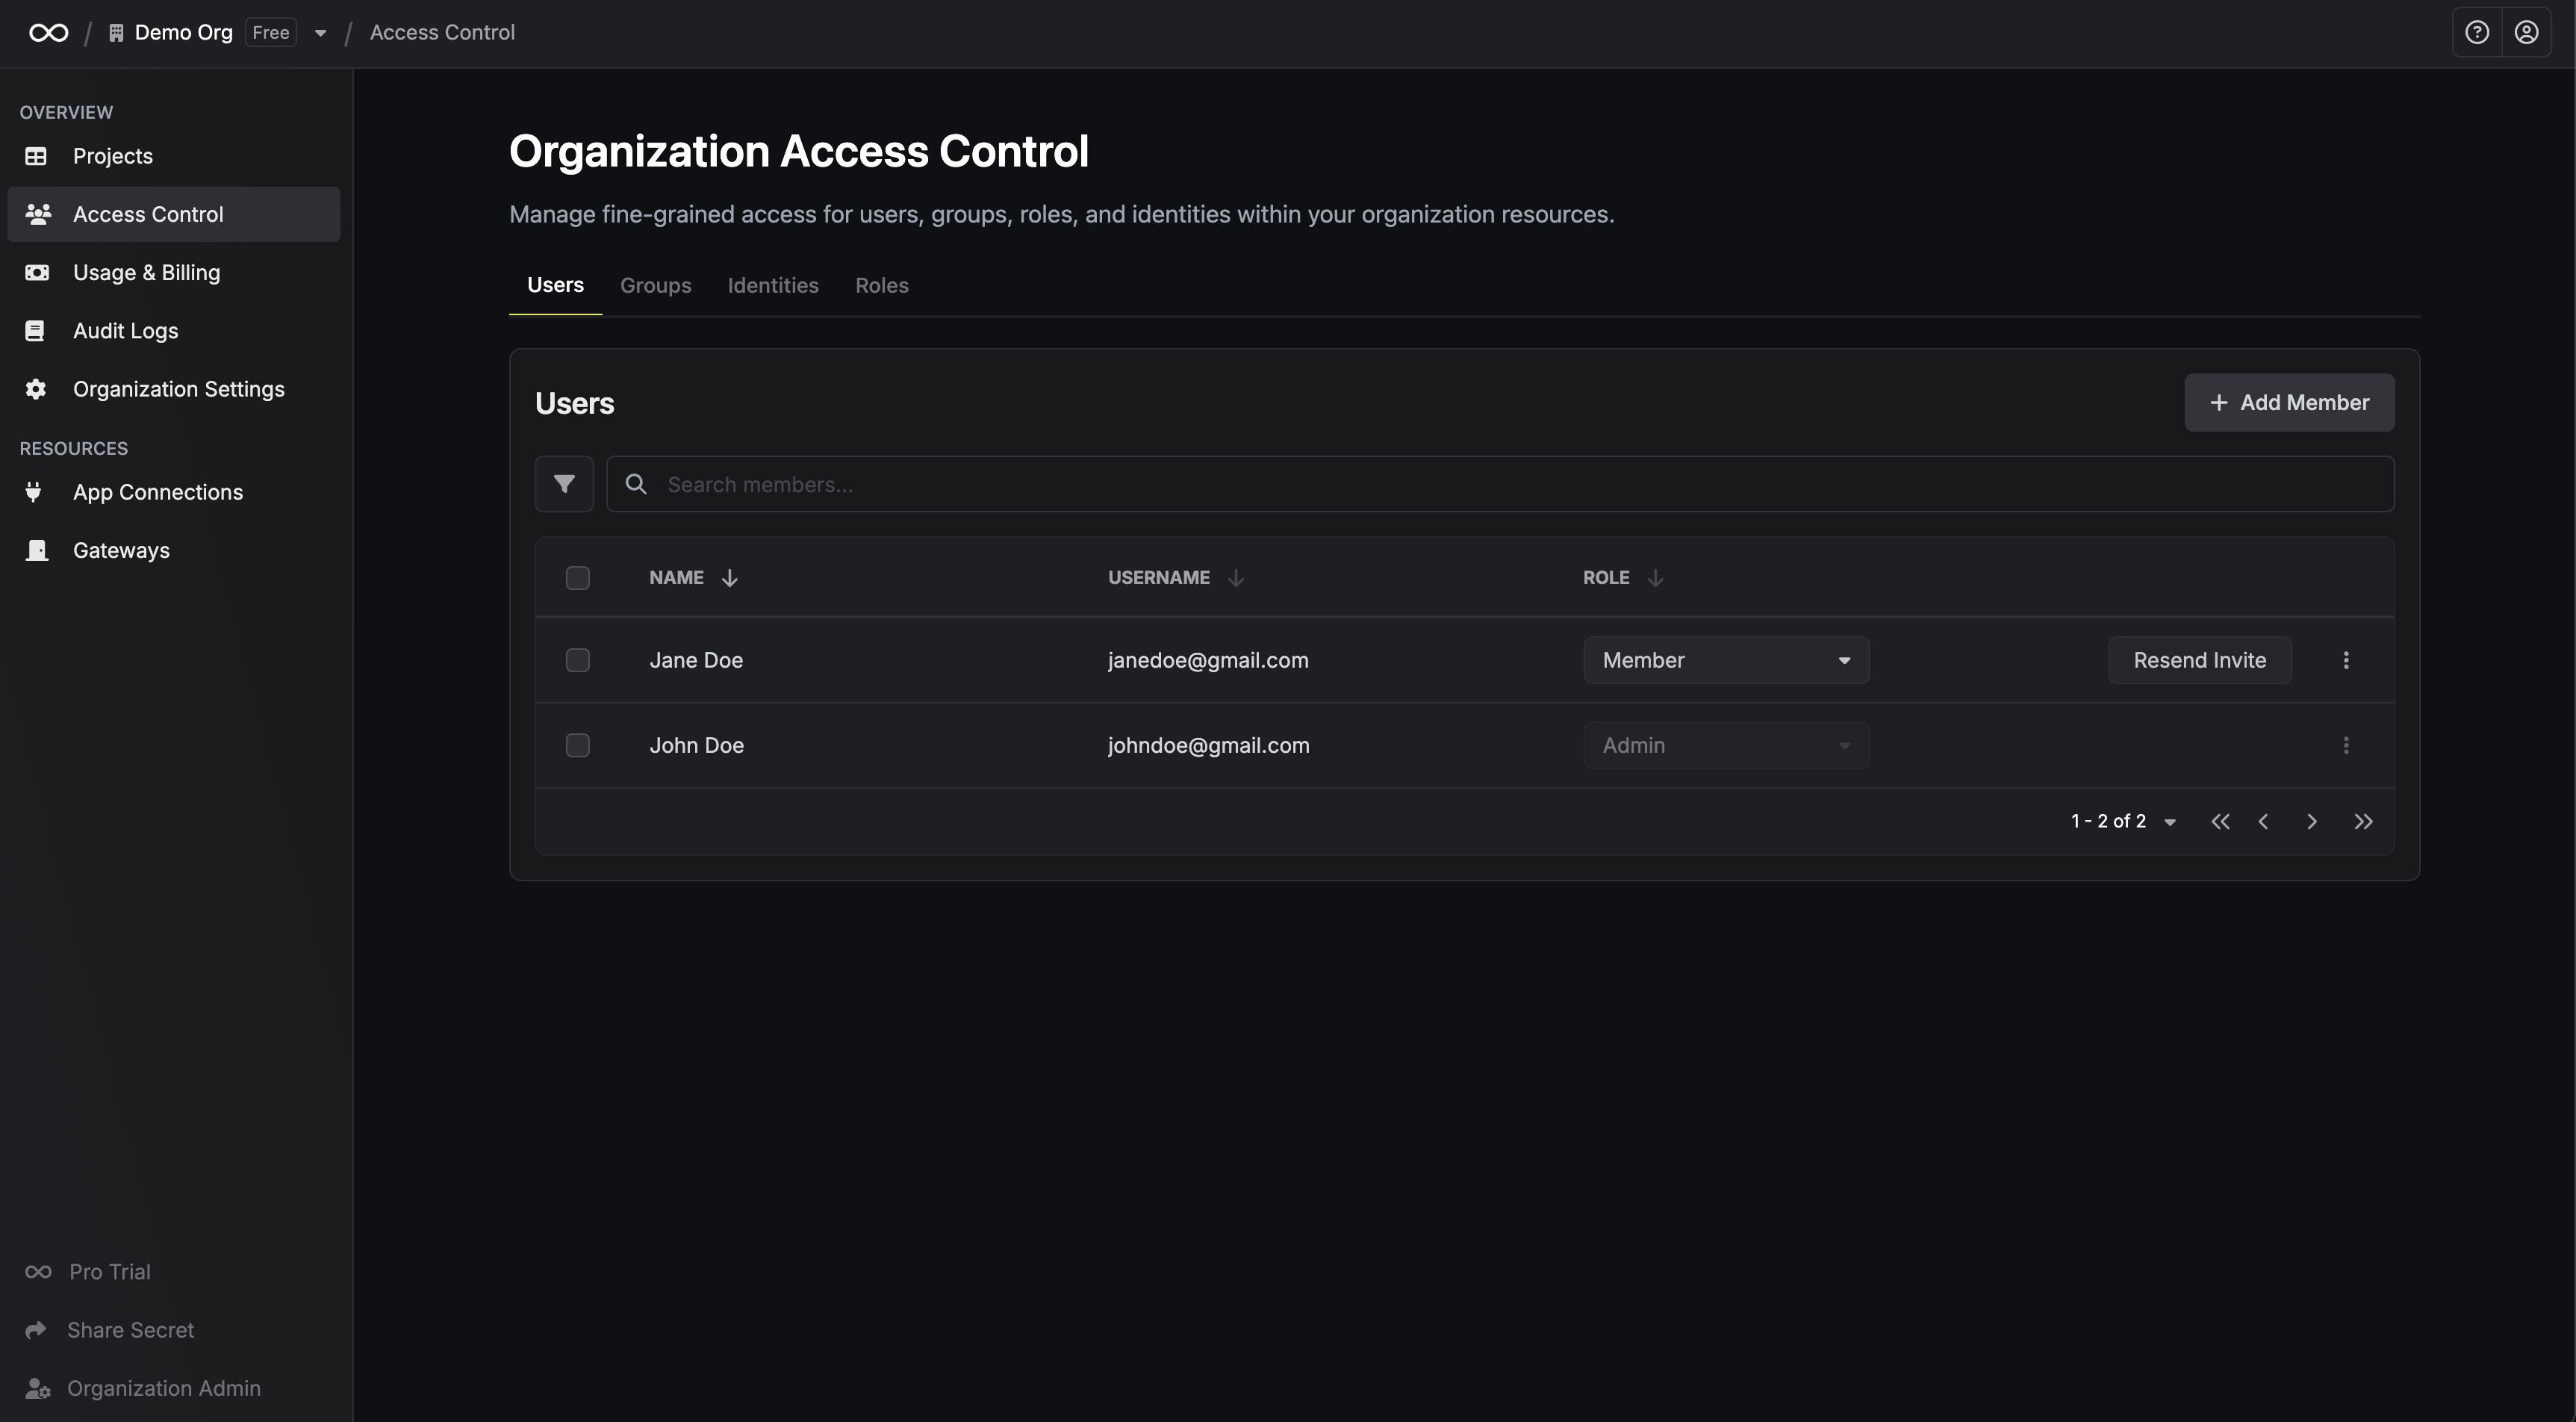 / Demo Org Free / Access Control
OVERVIEW
Projects
Access Control
Usage & Billing
Audit Logs
Organization Settings
RESOURCES
App Connections
Gateways
Pro Trial
Share Secret
Organization Admin
Organization Access Control
Manage fine-grained access for users, groups, roles, and identities within your organization resources.
Users Groups Identities Roles
Users
+ Add Member
Search members...
NAME USERNAME ROLE
Jane Doe janedoe@gmail.com Member Resend Invite
John Doe johndoe@gmail.com Admin
1 - 2 of 2